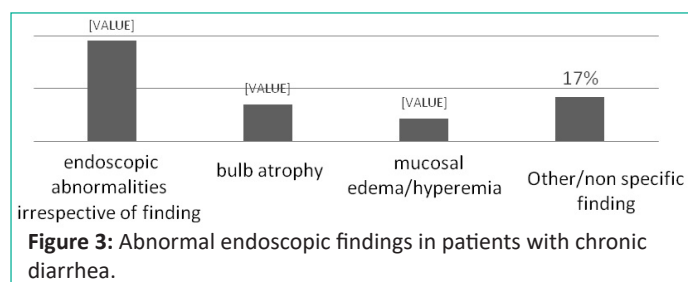 [VALUE]
[VALUE]
[VALUE]
17%
endoscopic
abnormalities
irrespective of finding
bulb atrophy
mucosal
edema/hyperemia
Other/non specific
finding
Figure 3: Abnormal endoscopic findings in patients with chronic
diarrhea.